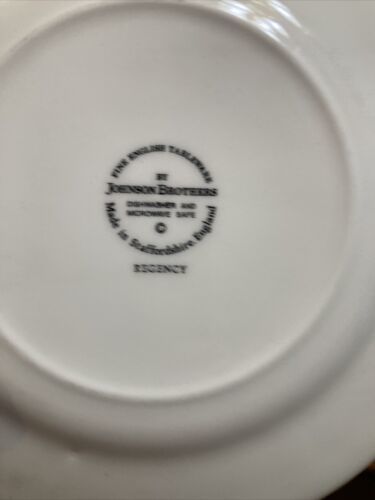 FINE ENGLISH TABLEWARE
BY
JOHNSON BROTHERS
DISHWASHER AND
MICROWAVE SAFE
©
Made in Staffordshire, England
REGENCY